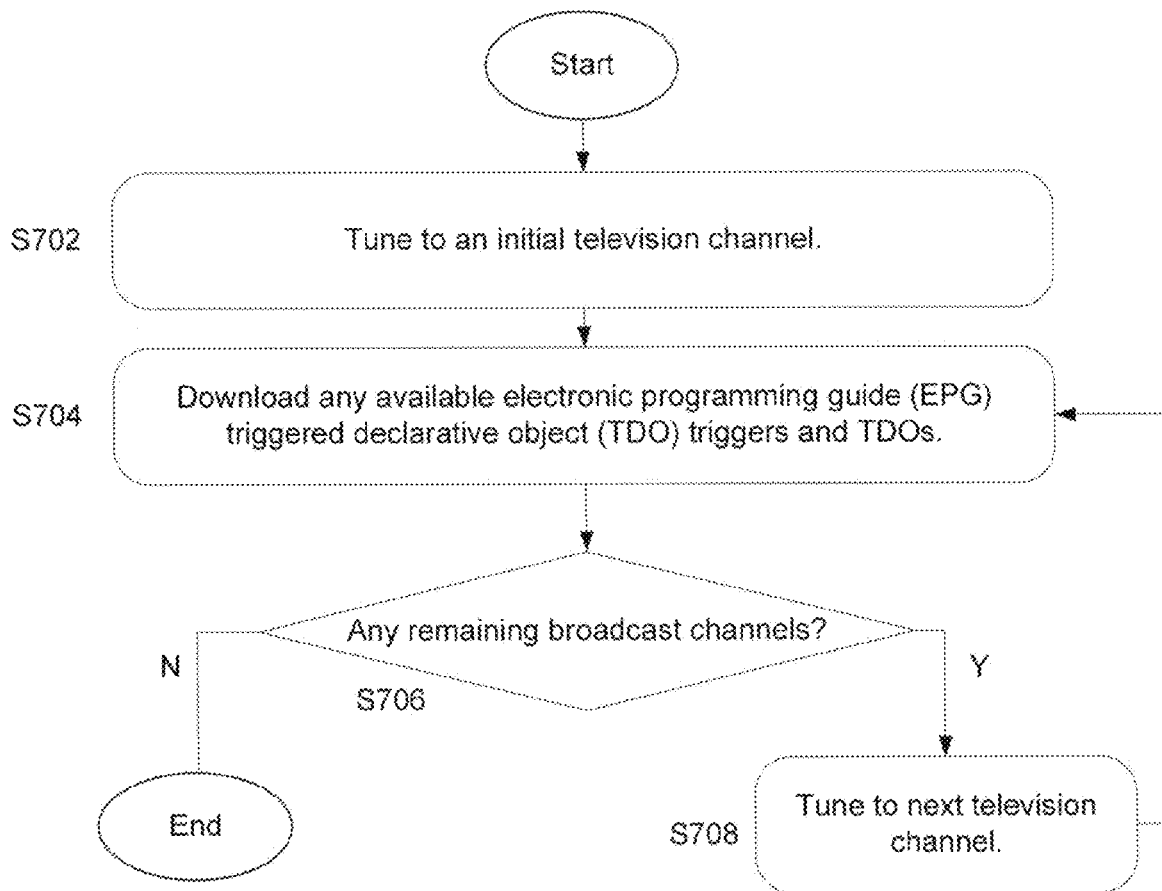 Start
S702
Tune to an initial television channel.
S704
Download any available electronic programming guide (EPG)
triggered declarative object (TDO) triggers and TDOs.
Any remaining broadcast channels?
N
Y
S706
End
S708
Tune to next television
channel.